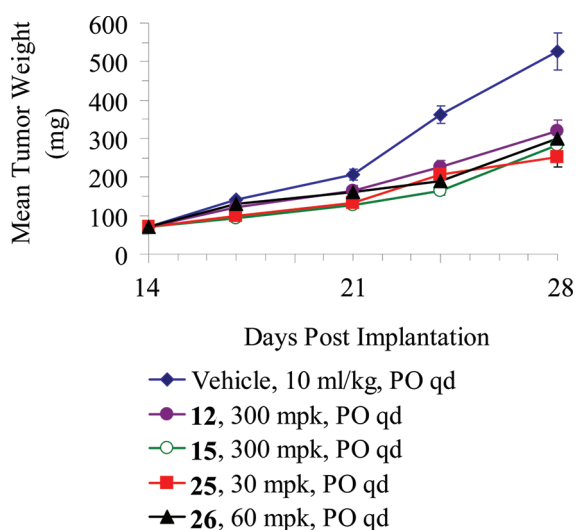 Mean Tumor Weight
(mg)
600
500
400
300
200
100
0
14
21
28
Days Post Implantation
Vehicle, 10 ml/kg, PO qd
12, 300 mpk, PO qd
15, 300 mpk, PO qd
25, 30 mpk, PO qd
26, 60 mpk, PO qd